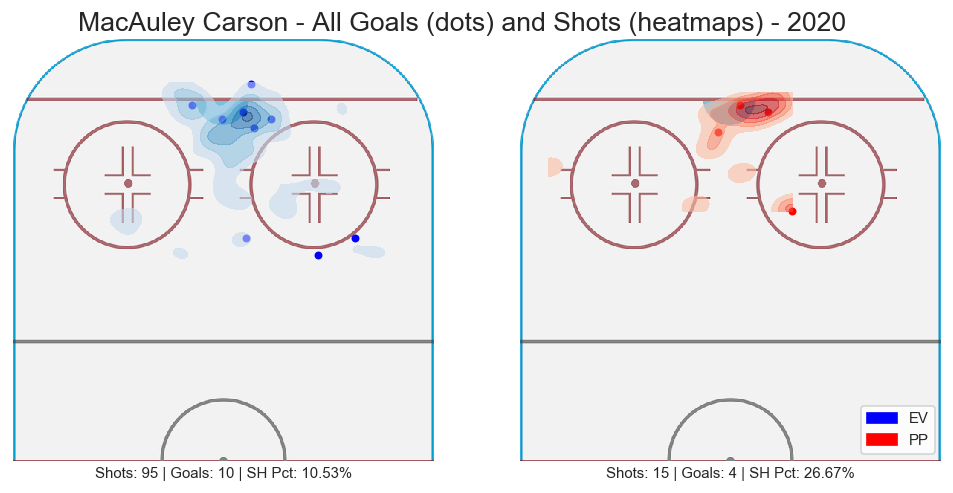 MacAuley Carson - All Goals (dots) and Shots (heatmaps) - 2020
EV
PP
Shots: 95 | Goals: 10 | SH Pct: 10.53%
Shots: 15 | Goals: 4 | SH Pct: 26.67%